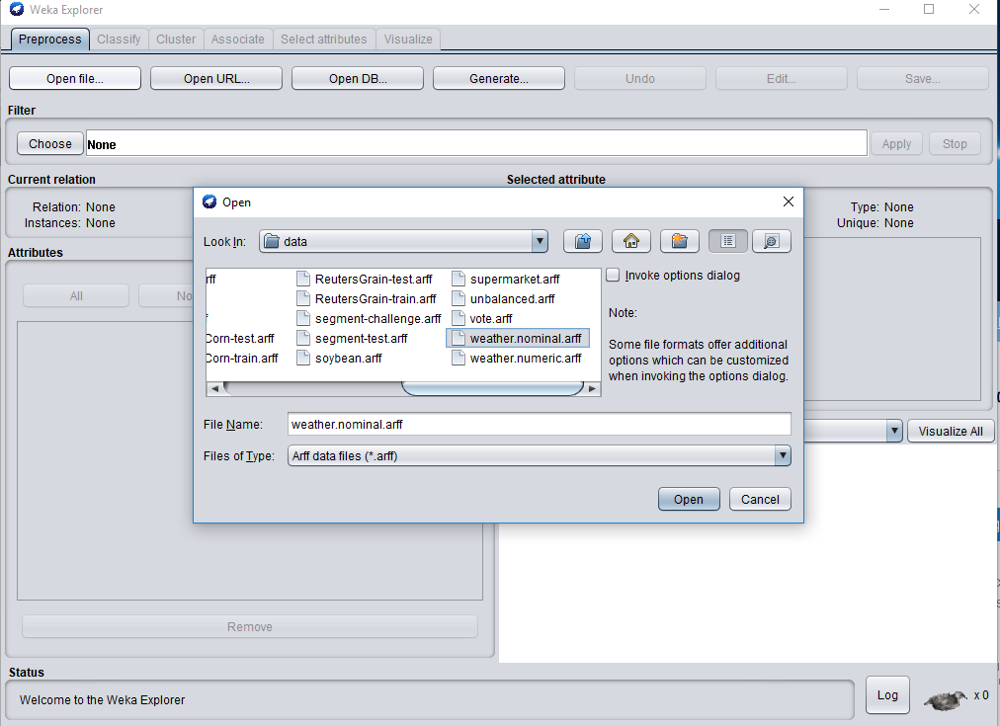 Weka Explorer
Preprocess Classify Cluster Associate Select attributes Visualize
Open file... Open URL... Open DB... Generate... Undo Edit... Save...
Filter
Choose None Apply Stop
Current relation Selected attribute
Relation: None Type: None
Instances: None Unique: None
Attributes
All No
Open
Look In: data
rff ReutersGrain-test.arff supermarket.arff
ReutersGrain-train.arff unbalanced.arff
segment-challenge.arff vote.arff
Corn-test.arff segment-test.arff weather.nominal.arff
Corn-train.arff soybean.arff weather.numeric.arff
Invoke options dialog
Note:
Some file formats offer additional
options which can be customized
when invoking the options dialog.
File Name: weather.nominal.arff
Files of Type: Arff data files (*.arff)
Open Cancel
Visualize All
Remove
Status
Welcome to the Weka Explorer
Log x 0